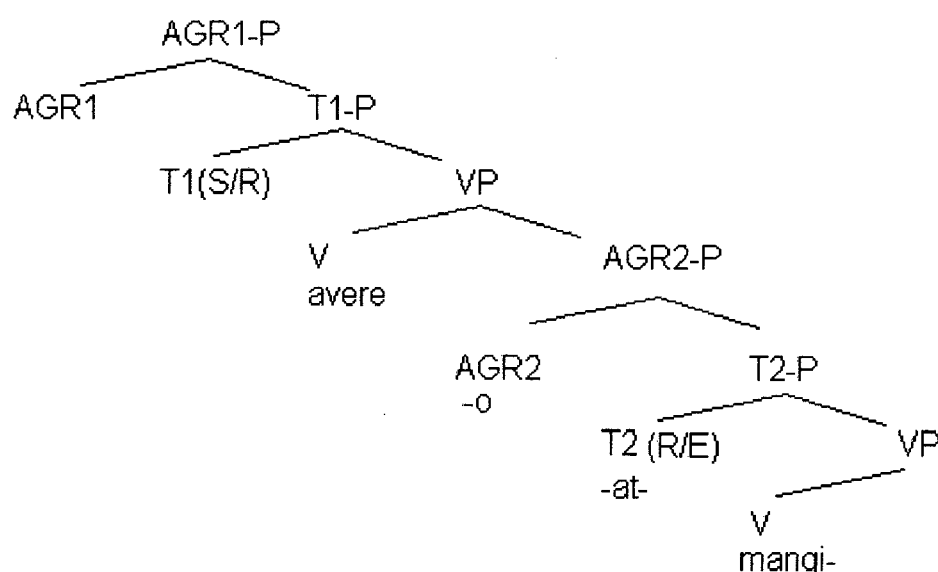 AGR1-P
AGR1 T1-P
T1(S/R) VP
V AGR2-P
avere
AGR2 T2-P
-o
T2 (R/E) VP
-at-
V
mangi-